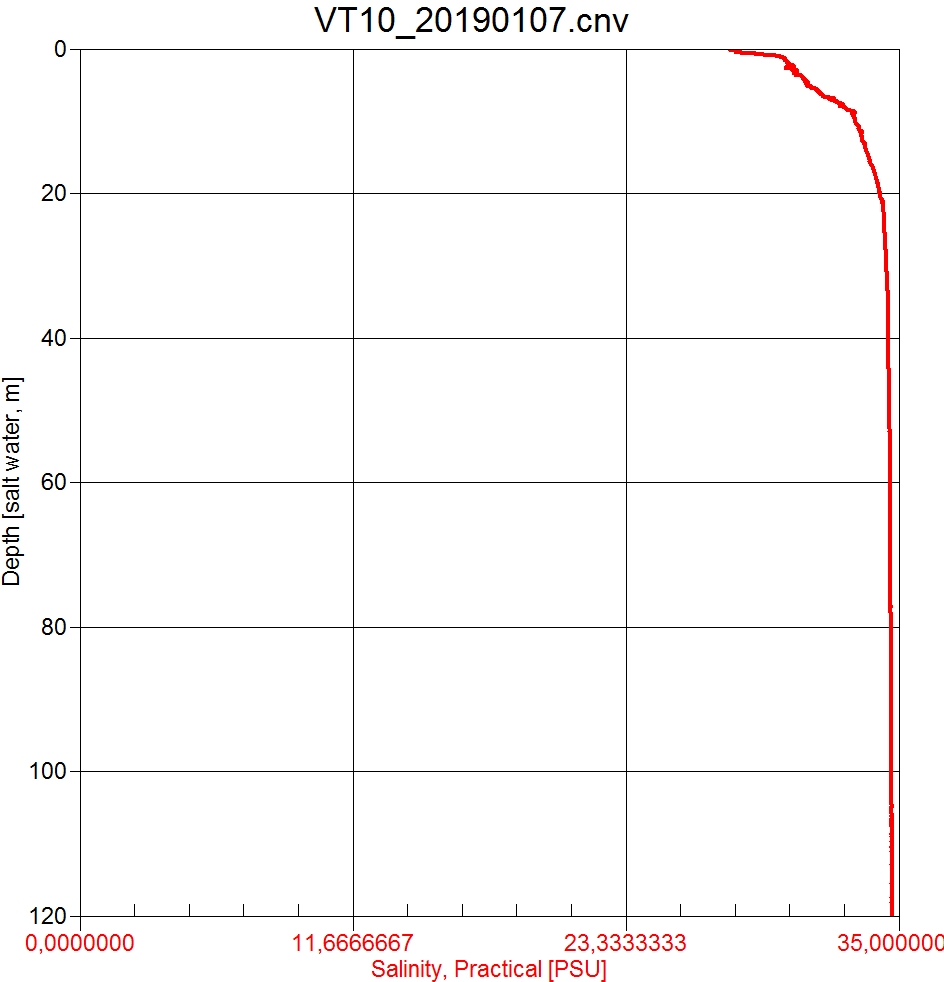 VT10_20190107.cnv
0
20
40
60
80
100
120
Depth [salt water, m]
0,0000000 11,6666667 23,3333333 35,000000
Salinity, Practical [PSU]